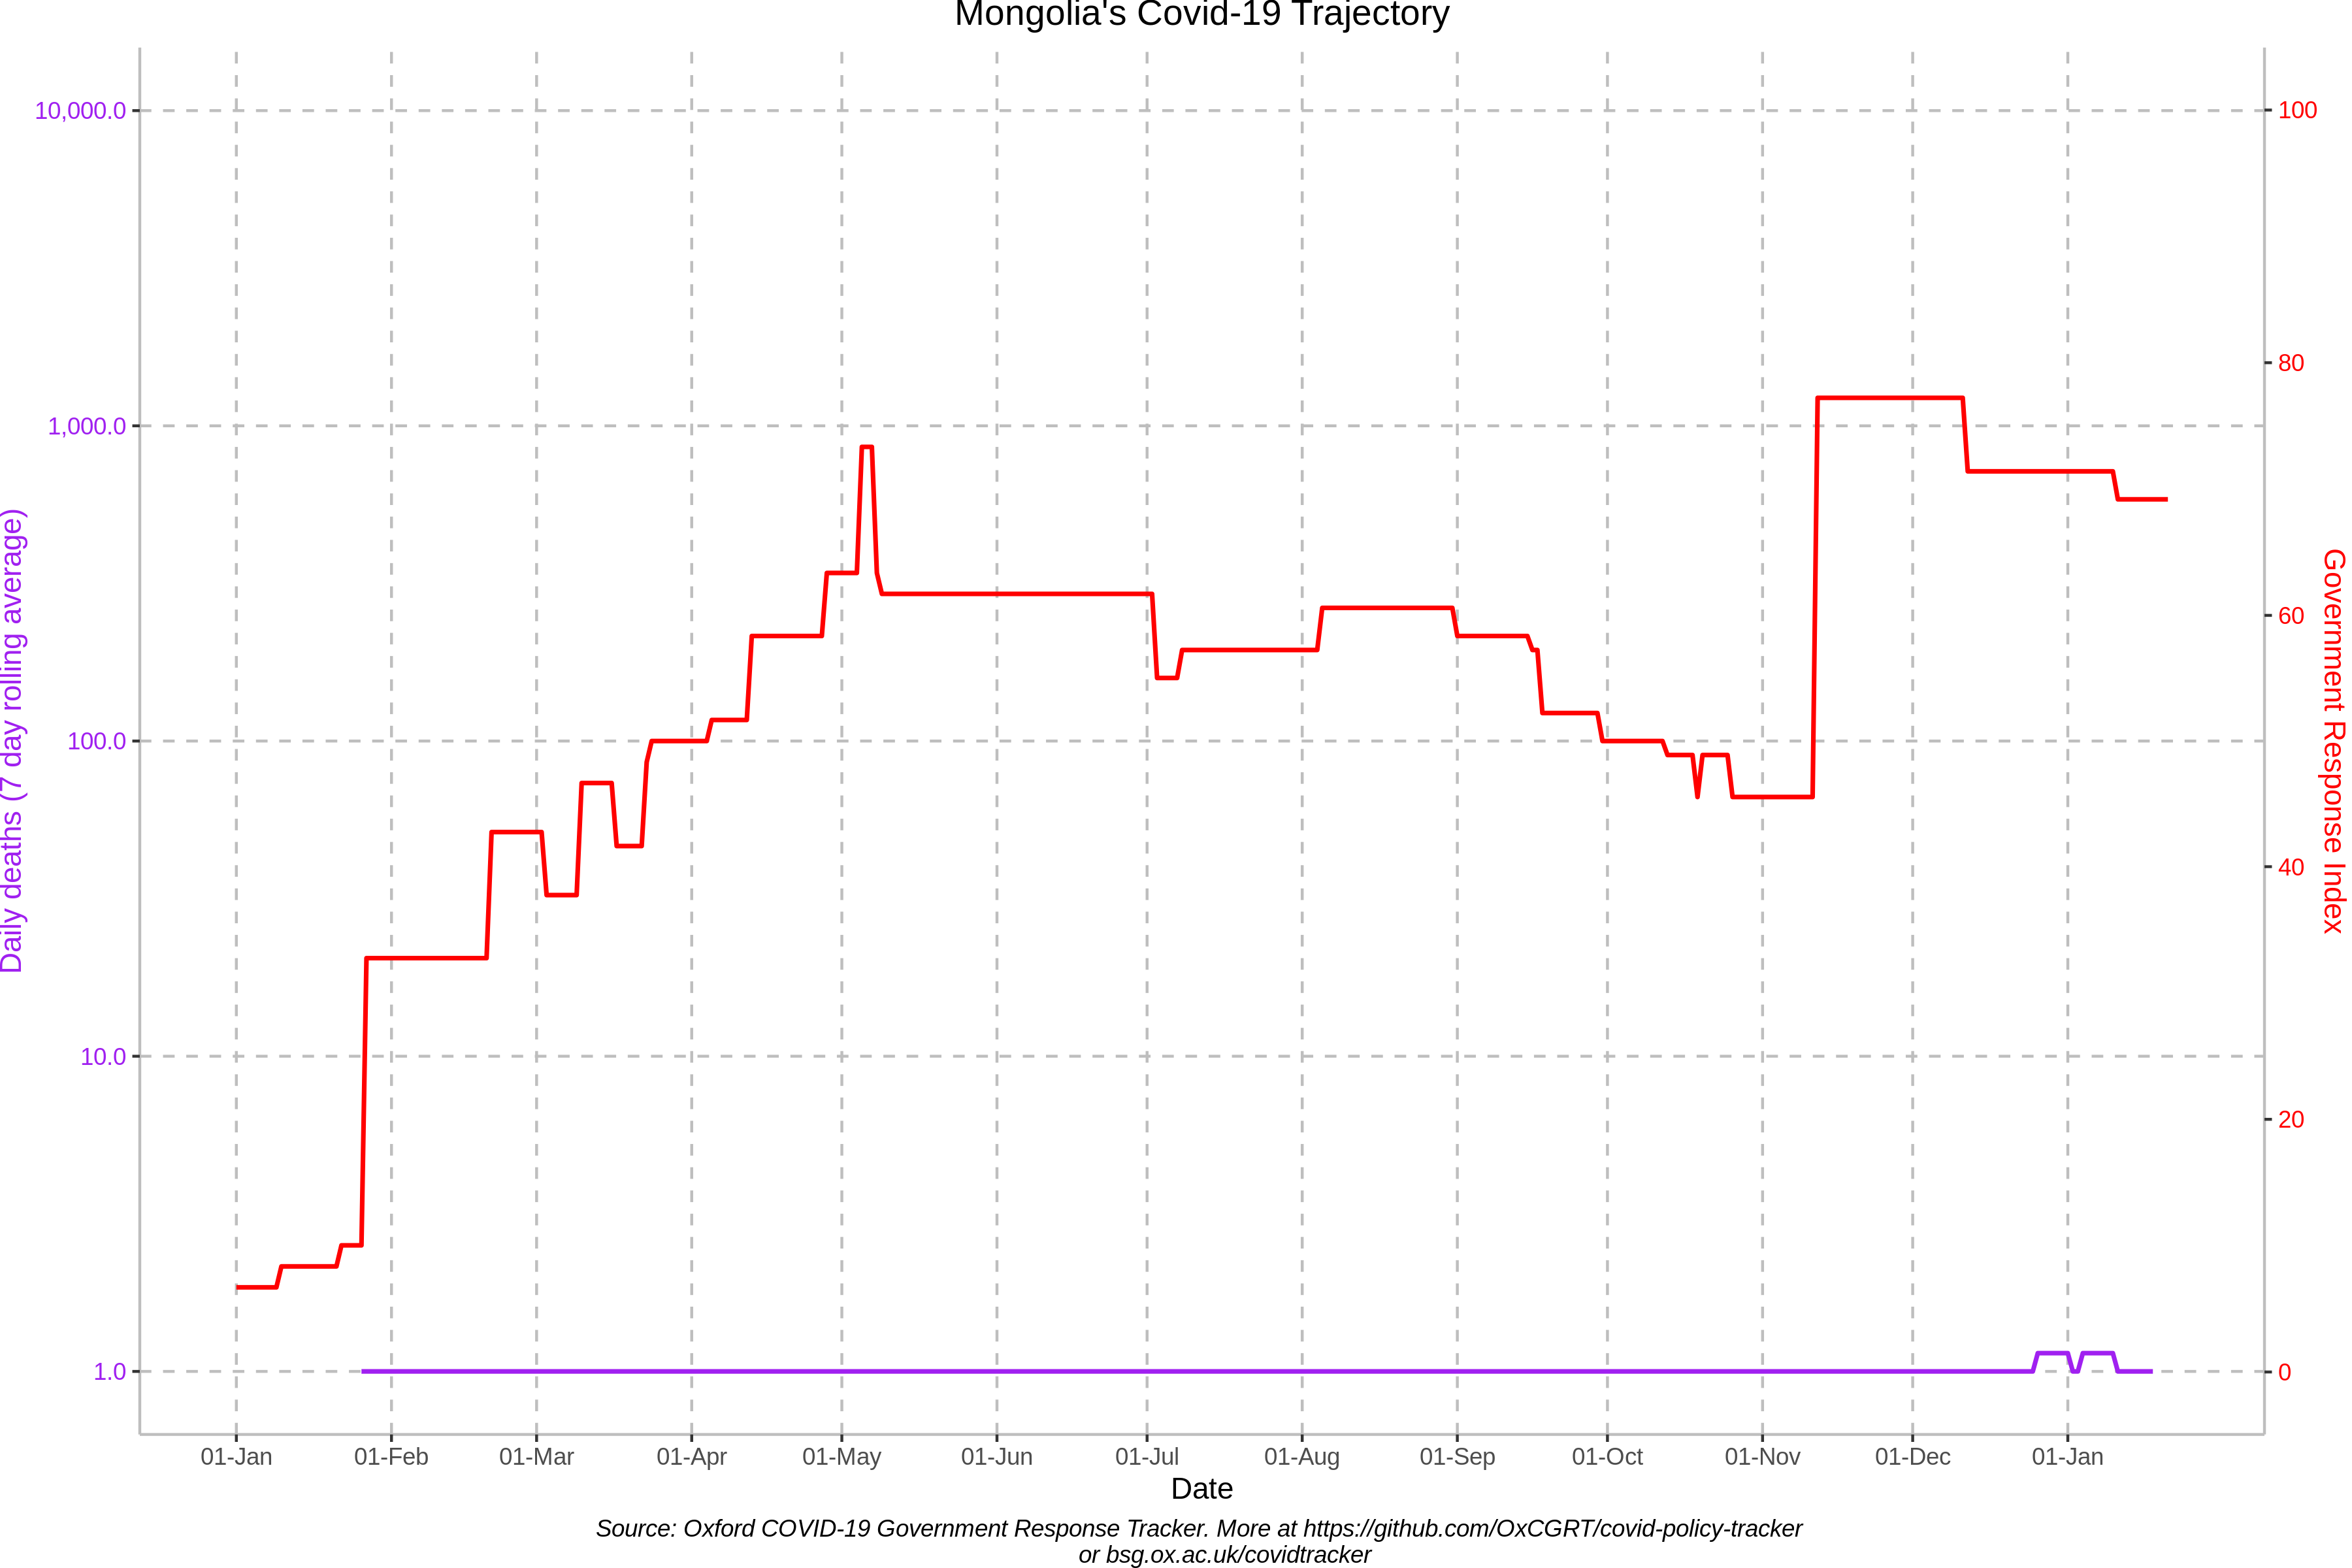 Mongolia's Covid-19 Trajectory
10,000.0
1,000.0
100.0
10.0
1.0
Daily deaths (7 day rolling average)
100
80
60
40
20
0
Government Response Index
01-Jan 01-Feb 01-Mar 01-Apr 01-May 01-Jun 01-Jul 01-Aug 01-Sep 01-Oct 01-Nov 01-Dec 01-Jan
Date
Source: Oxford COVID-19 Government Response Tracker. More at https://github.com/OxCGRT/covid-policy-tracker
or bsg.ox.ac.uk/covidtracker